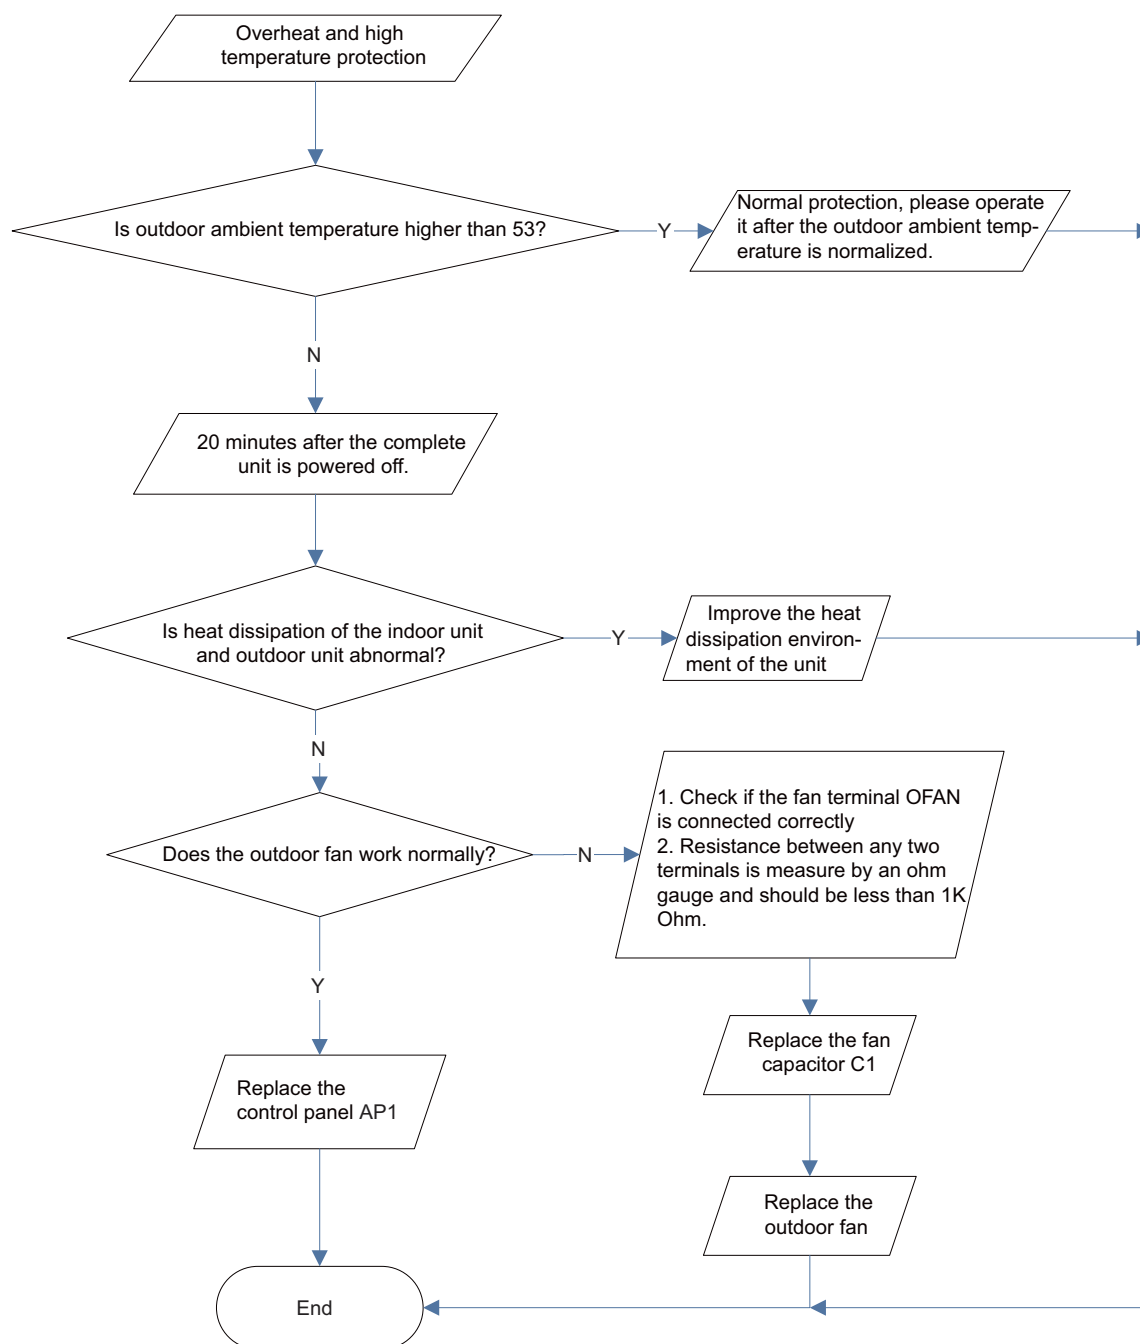 Overheat and high
temperature protection
Is outdoor ambient temperature higher than 53?
Y
Normal protection, please operate
it after the outdoor ambient temp-
erature is normalized.
N
20 minutes after the complete
unit is powered off.
Is heat dissipation of the indoor unit
and outdoor unit abnormal?
Y
Improve the heat
dissipation environ-
ment of the unit
N
Does the outdoor fan work normally?
N
1. Check if the fan terminal OFAN
is connected correctly
2. Resistance between any two
terminals is measure by an ohm
gauge and should be less than 1K
Ohm.
Y
Replace the fan
capacitor C1
Replace the
control panel AP1
Replace the
outdoor fan
End